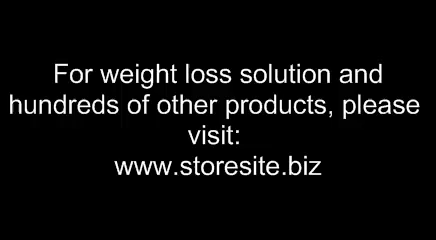 For weight loss solution and
hundreds of other products, please
visit:
www.storesite.biz